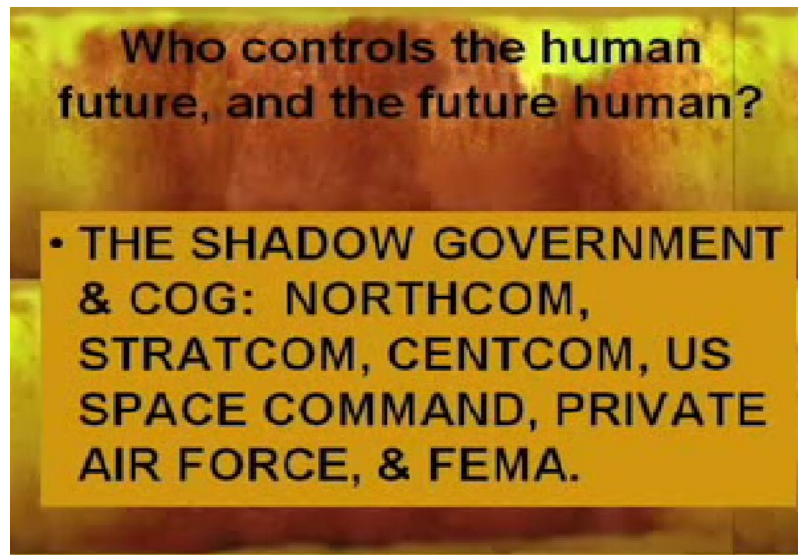 Who controls the human
future, and the future human?
• THE SHADOW GOVERNMENT
& COG: NORTHCOM,
STRATCOM, CENTCOM, US
SPACE COMMAND, PRIVATE
AIR FORCE, & FEMA.